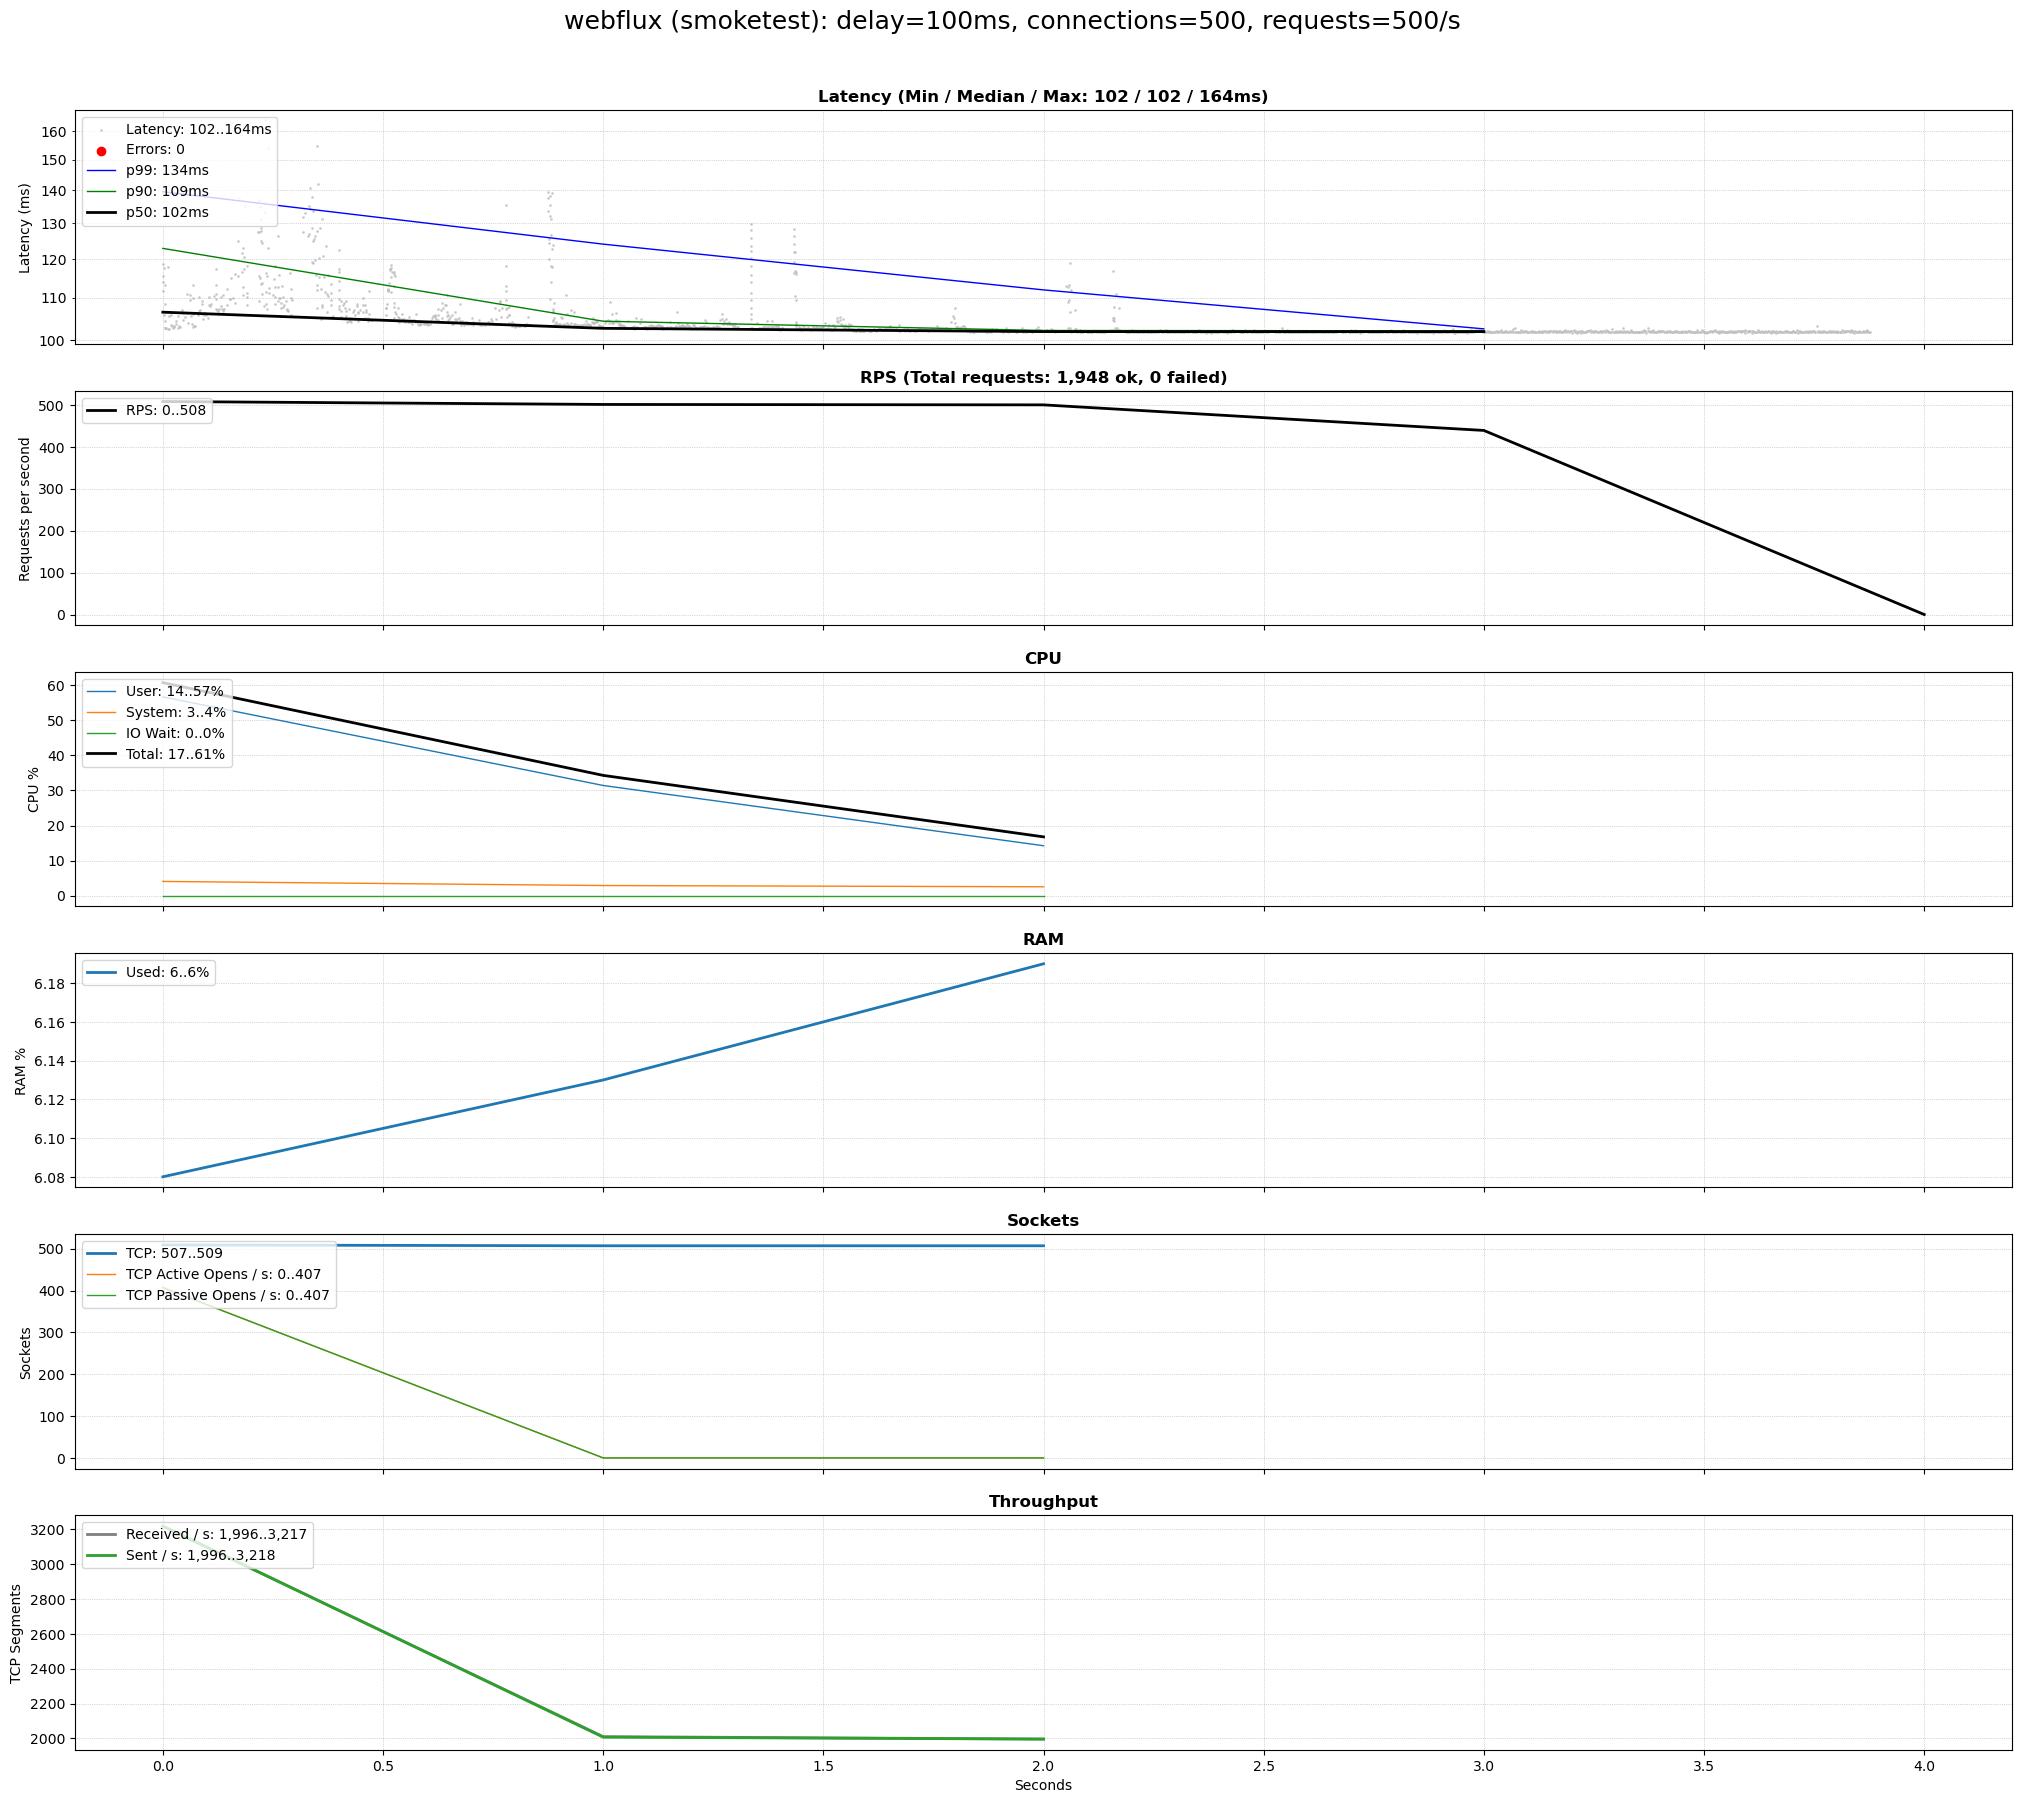 webflux (smoketest): delay=100ms, connections=500, requests=500/s
Latency (Min / Median / Max: 102 / 102 / 164ms)
Latency: 102..164ms
Errors: 0
p99: 134ms
p90: 109ms
p50: 102ms
160
150
140
130
120
110
100
Latency (ms)
RPS (Total requests: 1,948 ok, 0 failed)
RPS: 0..508
500
400
300
200
100
0
Requests per second
CPU
User: 14..57%
System: 3..4%
IO Wait: 0..0%
Total: 17..61%
60
50
40
30
20
10
0
CPU %
RAM
Used: 6..6%
6.18
6.16
6.14
6.12
6.10
6.08
RAM %
Sockets
TCP: 507..509
TCP Active Opens / s: 0..407
TCP Passive Opens / s: 0..407
500
400
300
200
100
0
Sockets
Throughput
Received / s: 1,996..3,217
Sent / s: 1,996..3,218
3200
3000
2800
2600
2400
2200
2000
TCP Segments
0.0 0.5 1.0 1.5 2.0 2.5 3.0 3.5 4.0
Seconds